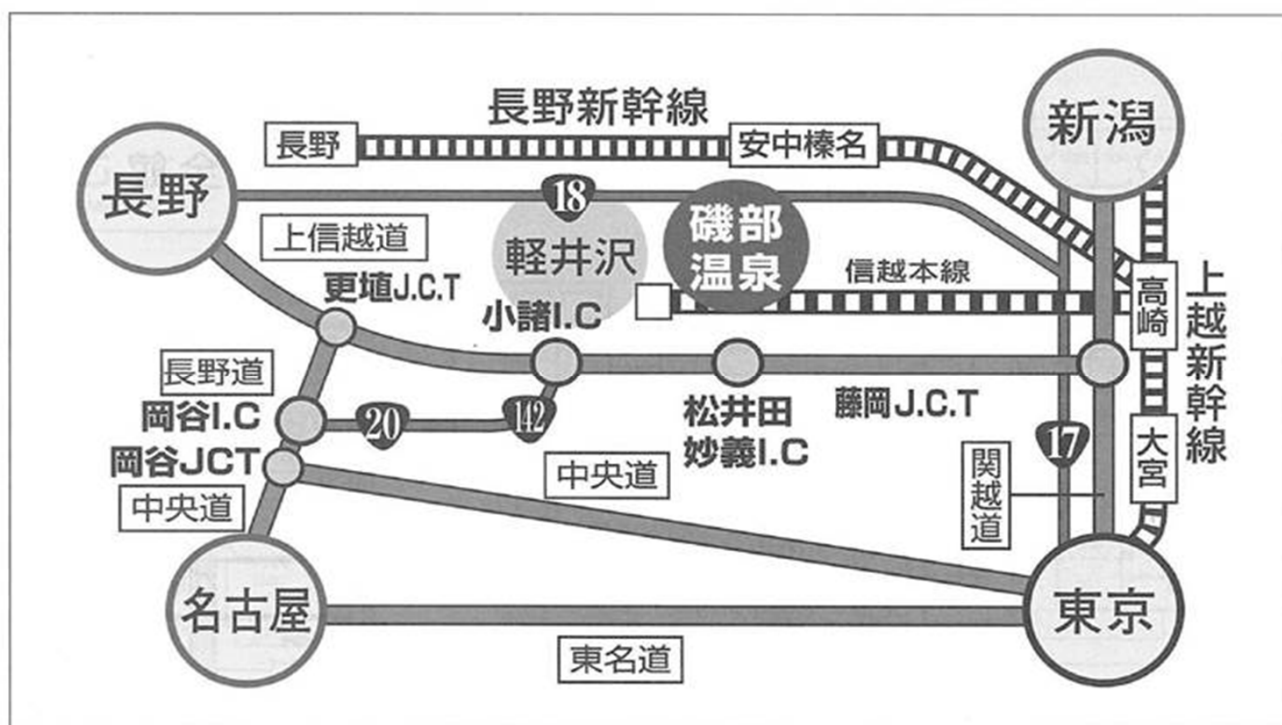 長野新幹線
新潟
長野
安中榛名
長野
18
磯部
温泉
上信越道
軽井沢
信越本線
更埴J.C.T
高崎
上越新幹線
小諸I.C
長野道
岡谷I.C
20
142
松井田
妙義I.C
藤岡J.C.T
17
大宮
岡谷JCT
中央道
中央道
関越道
名古屋
東京
東名道